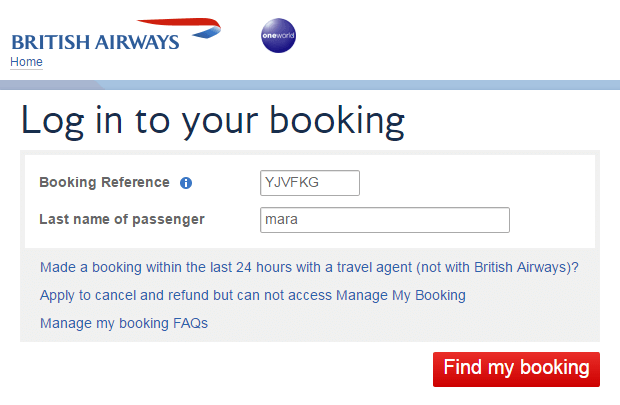 BRITISH AIRWAYS
oneworld
Home
Log in to your booking
Booking Reference i
YJVFKG
Last name of passenger
mara
Made a booking within the last 24 hours with a travel agent (not with British Airways)?
Apply to cancel and refund but can not access Manage My Booking
Manage my booking FAQs
Find my booking